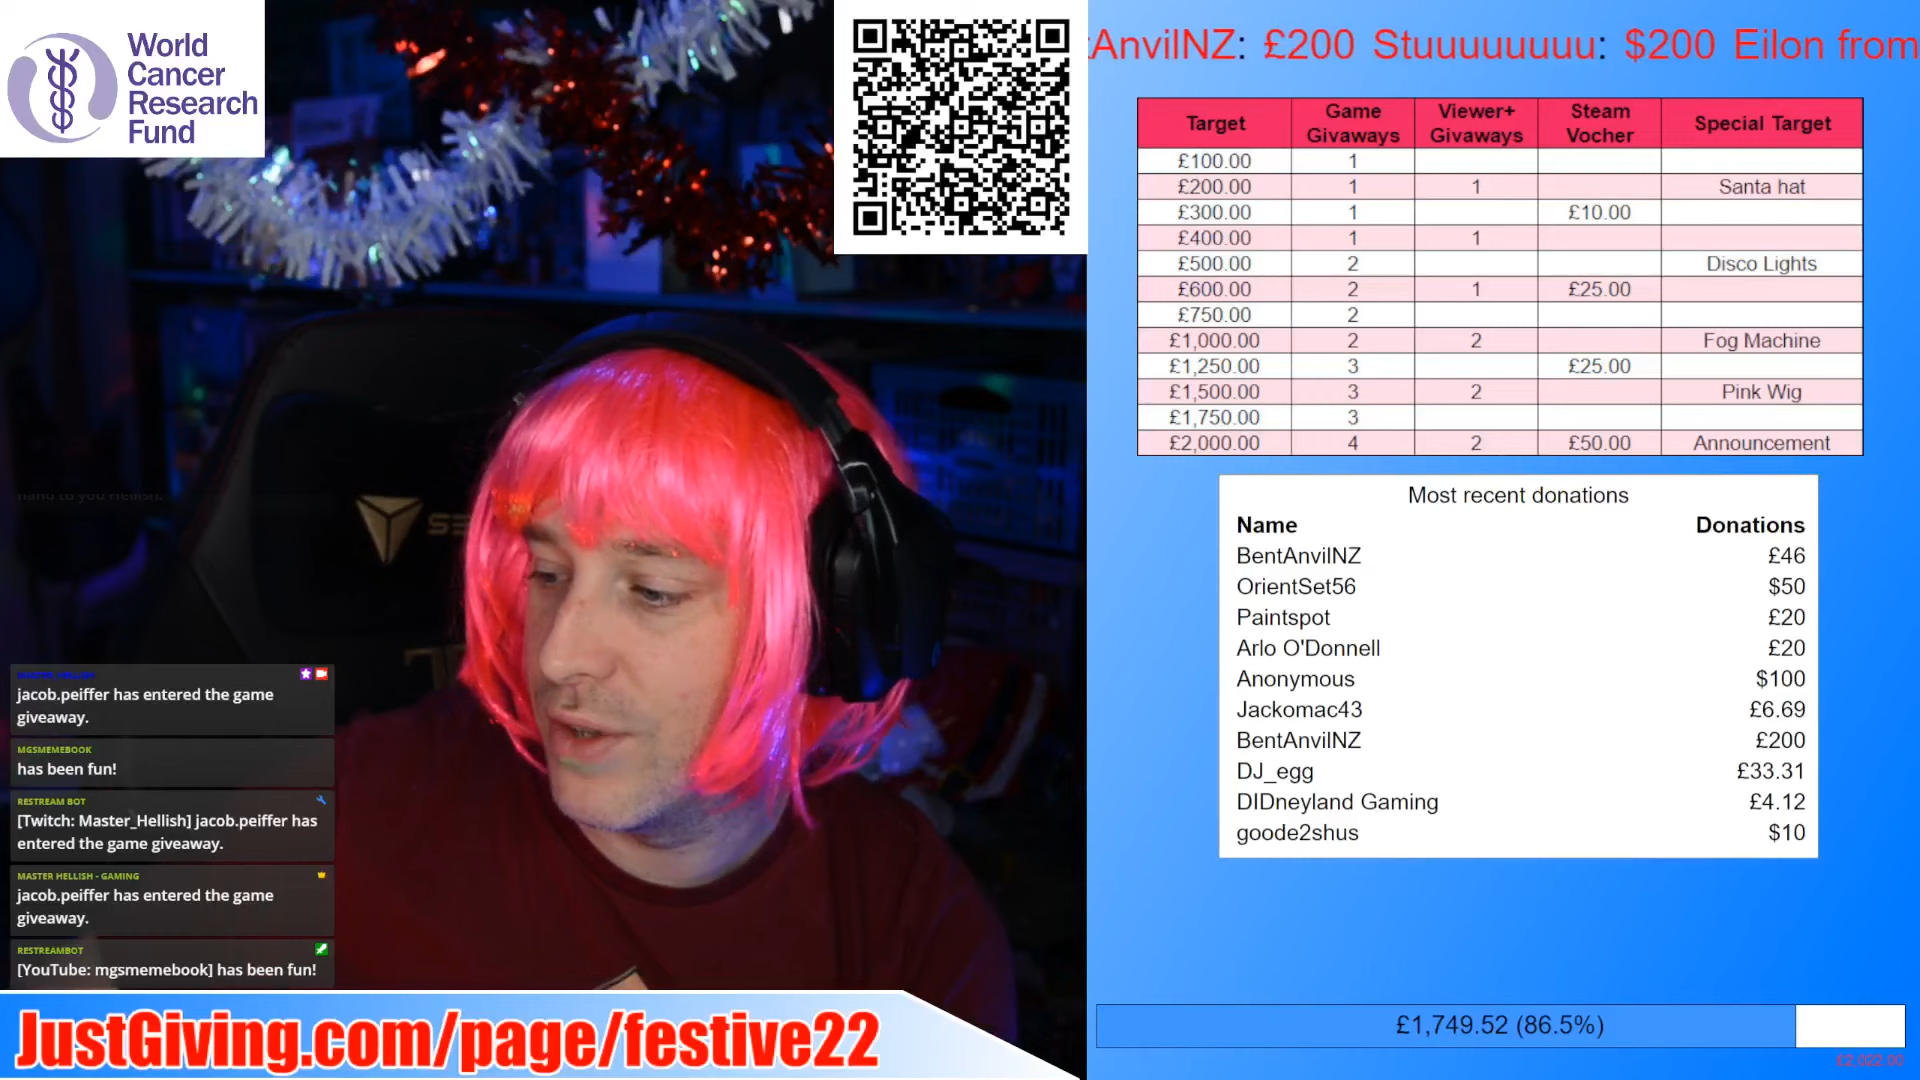 World
Cancer
Research
Fund
AnvilNZ: £200 Stuuuuuuuu: $200 Eilon from
Target Game Givaways Viewer+ Givaways Steam Vocher Special Target
£100.00 1
£200.00 1 1 Santa hat
£300.00 1 £10.00
£400.00 1 1
£500.00 2 Disco Lights
£600.00 2 1 £25.00
£750.00 2
£1,000.00 2 2 Fog Machine
£1,250.00 3 £25.00
£1,500.00 3 2 Pink Wig
£1,750.00 3
£2,000.00 4 2 £50.00 Announcement
Most recent donations
Name Donations
BentAnvilNZ £46
OrientSet56 $50
Paintspot £20
Arlo O'Donnell £20
Anonymous $100
Jackomac43 £6.69
BentAnvilNZ £200
DJ_egg £33.31
DIDneyland Gaming £4.12
goode2shus $10
£1,749.52 (86.5%)
£2,022.00
hand to you Hellish.
jacob.peiffer has entered the game
giveaway.
MGSMEMEBOOK
has been fun!
RESTREAM BOT
[Twitch: Master_Hellish] jacob.peiffer has
entered the game giveaway.
MASTER HELLISH - GAMING
jacob.peiffer has entered the game
giveaway.
RESTREAMBOT
[YouTube: mgsmemebook] has been fun!
JustGiving.com/page/festive22